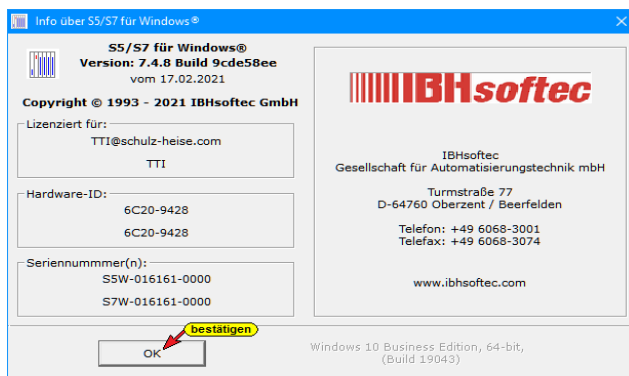 Info über S5/S7 für Windows®
S5/S7 für Windows®
Version: 7.4.8 Build 9cde58ee
vom 17.02.2021
Copyright © 1993 - 2021 IBHsoftec GmbH
Lizenziert für:
TTI@schulz-heise.com
TTI
Hardware-ID:
6C20-9428
6C20-9428
Seriennummmer(n):
S5W-016161-0000
S7W-016161-0000
IBHsoftec
IBHsoftec
Gesellschaft für Automatisierungstechnik mbH
Turmstraße 77
D-64760 Oberzent / Beerfelden
Telefon: +49 6068-3001
Telefax: +49 6068-3074
www.ibhsoftec.com
bestätigen
OK
Windows 10 Business Edition, 64-bit,
(Build 19043)